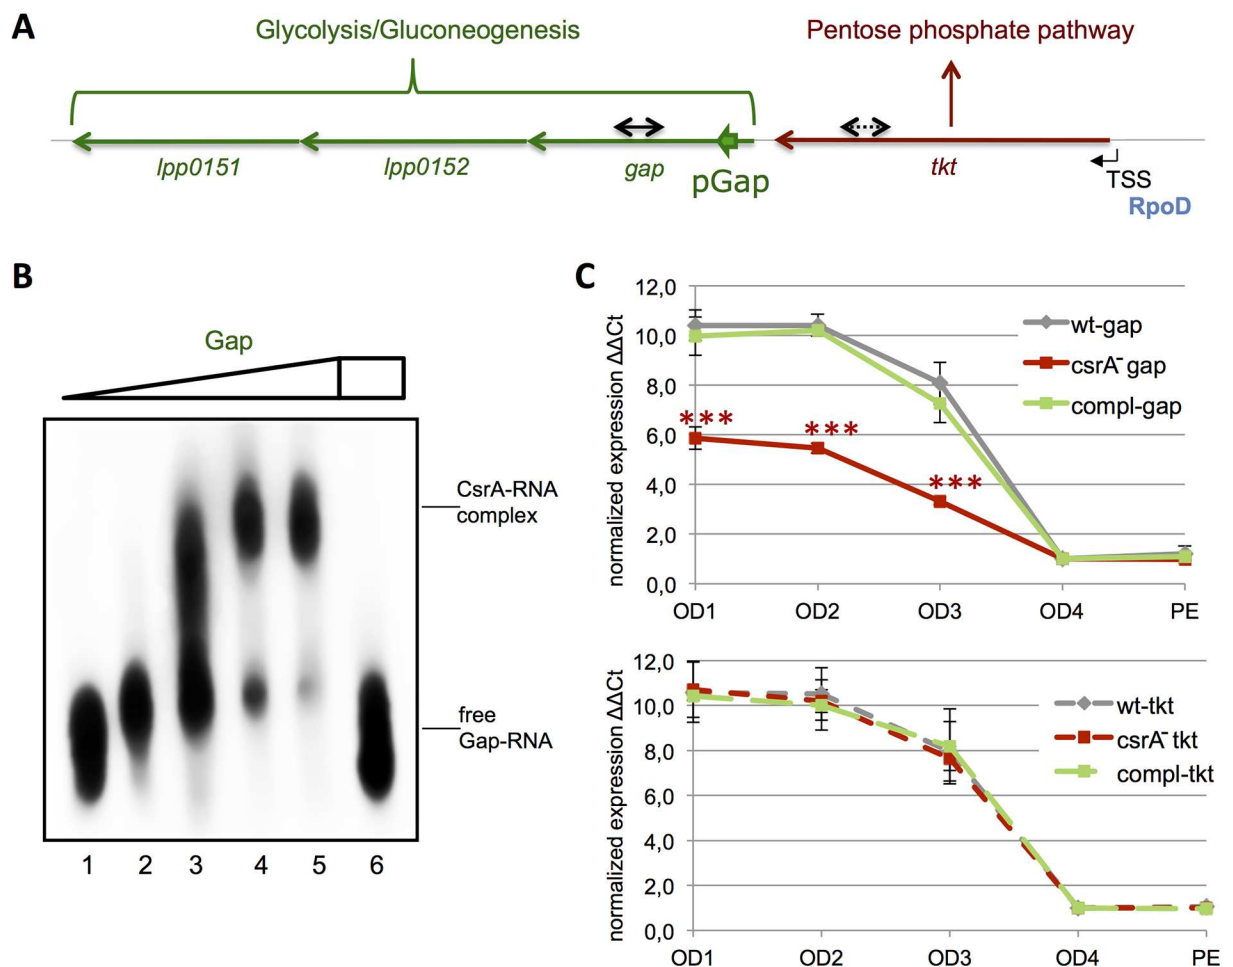 A
Glycolysis/Gluconeogenesis
Pentose phosphate pathway
lpp0151
lpp0152
gap
pGap
tkt
TSS
RpoD
B
Gap
CsrA-RNA
complex
free
Gap-RNA
1 2 3 4 5 6
C
normalized expression ΔΔCt
12,0
10,0
8,0
6,0
4,0
2,0
0,0
***
***
***
wt-gap
csrA⁻ gap
compl-gap
OD1 OD2 OD3 OD4 PE
normalized expression ΔΔCt
12,0
10,0
8,0
6,0
4,0
2,0
0,0
wt-tkt
csrA⁻ tkt
compl-tkt
OD1 OD2 OD3 OD4 PE